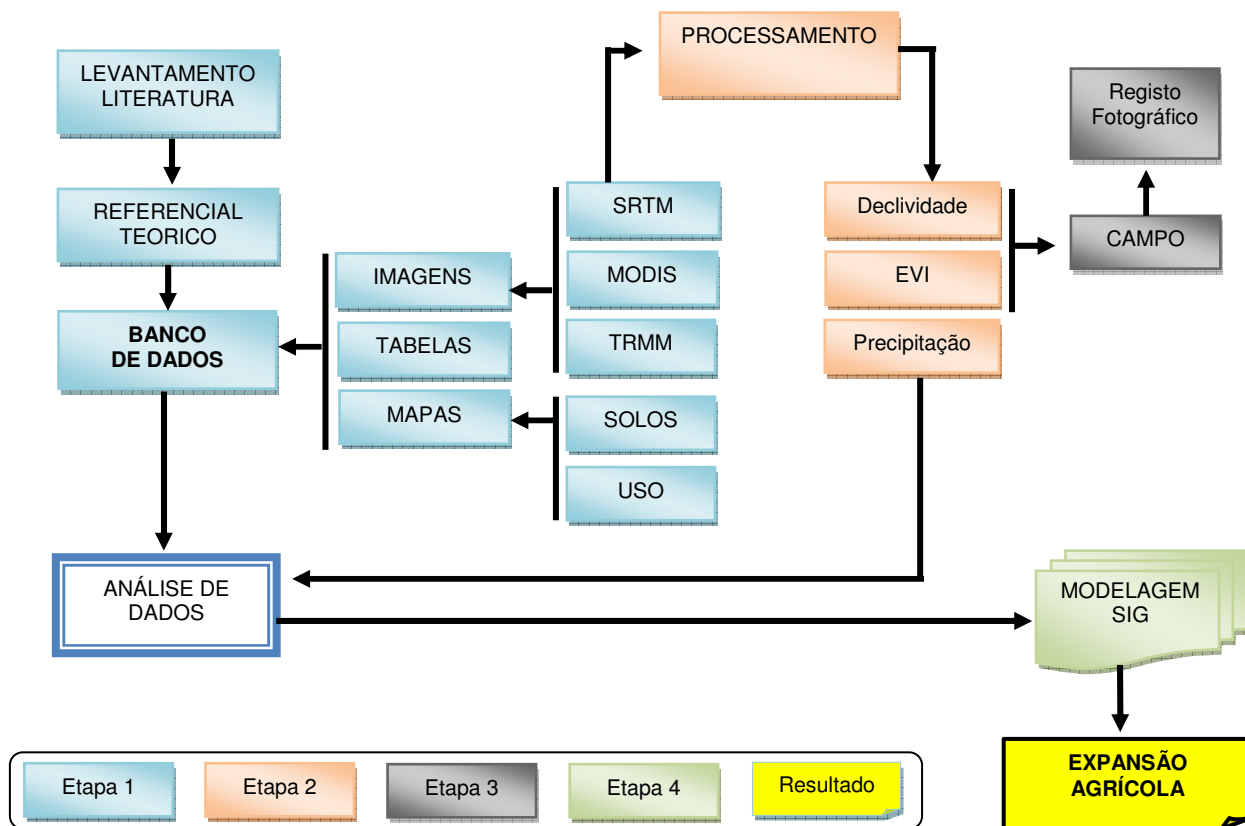 LEVANTAMENTO
LITERATURA
REFERENCIAL
TEORICO
BANCO
DE DADOS
IMAGENS
TABELAS
MAPAS
SRTM
MODIS
TRMM
SOLOS
USO
PROCESSAMENTO
Declividade
EVI
Precipitação
Registo
Fotográfico
CAMPO
ANÁLISE DE
DADOS
MODELAGEM
SIG
EXPANSÃO
AGRÍCOLA
Etapa 1
Etapa 2
Etapa 3
Etapa 4
Resultado